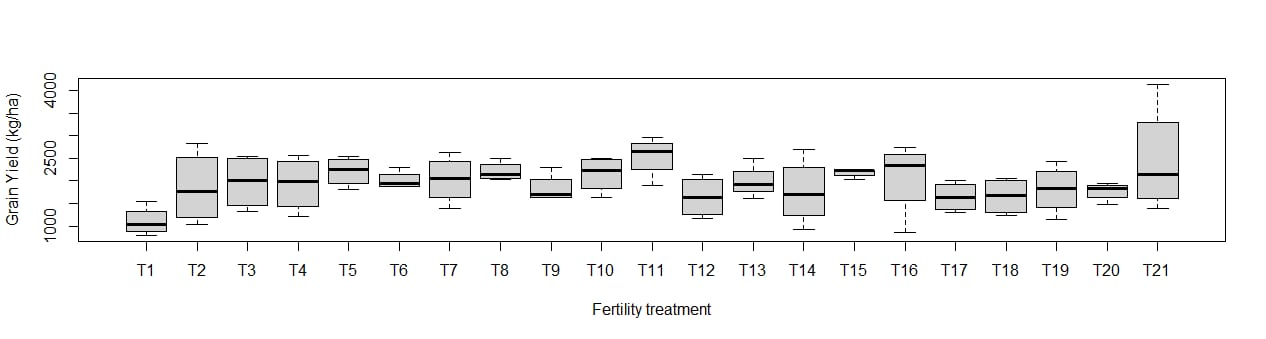 Grain Yield (kg/ha)
4000
2500
1000
T1 T2 T3 T4 T5 T6 T7 T8 T9 T10 T11 T12 T13 T14 T15 T16 T17 T18 T19 T20 T21
Fertility treatment